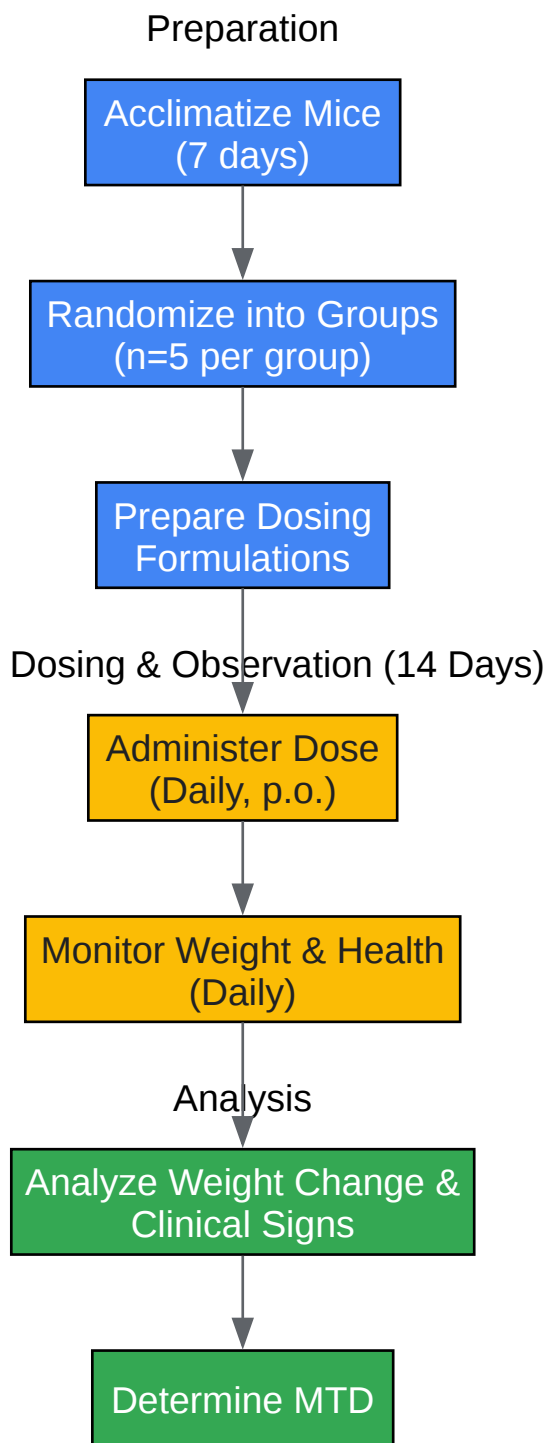 Preparation
Acclimatize Mice
(7 days)
Randomize into Groups
(n=5 per group)
Prepare Dosing
Formulations
Dosing & Observation (14 Days)
Administer Dose
(Daily, p.o.)
Monitor Weight & Health
(Daily)
Analysis
Analyze Weight Change &
Clinical Signs
Determine MTD